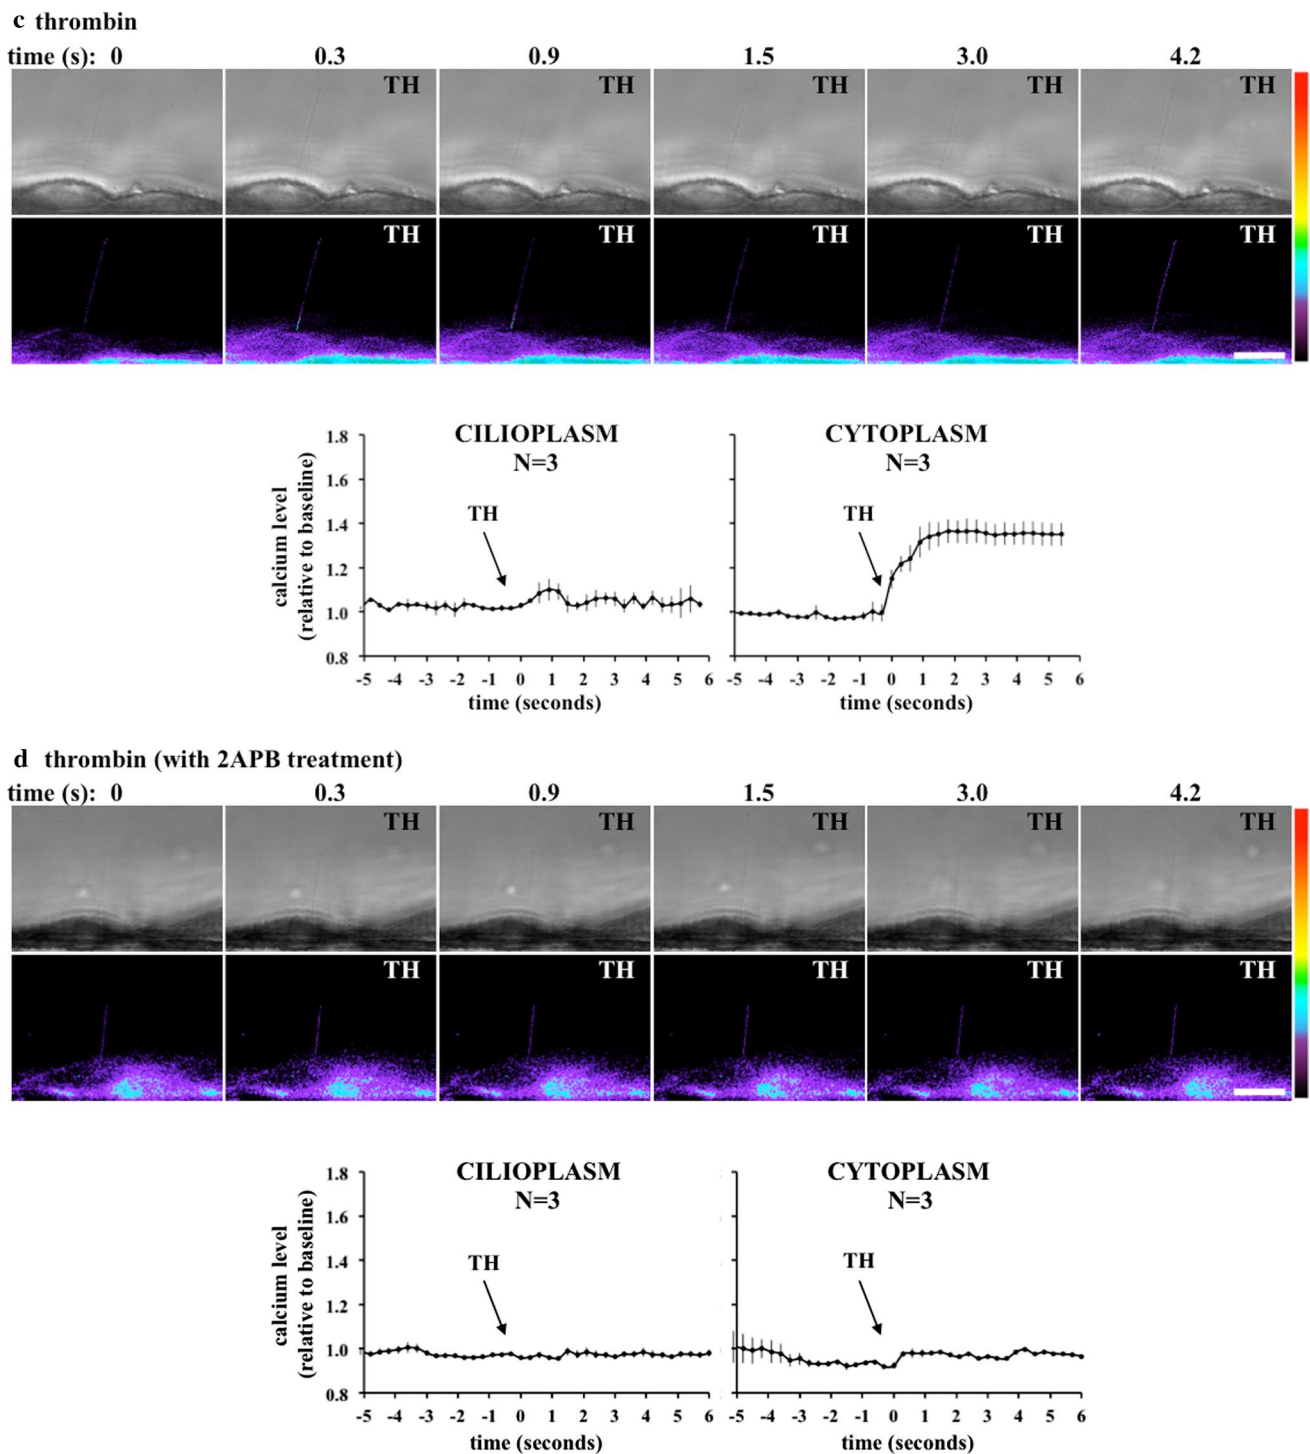 c thrombin
time (s): 0 0.3 0.9 1.5 3.0 4.2
TH TH TH TH TH
TH TH TH TH TH
CILIOPLASM
N=3
CYTOPLASM
N=3
calcium level
(relative to baseline)
1.8
1.6
1.4
1.2
1.0
0.8
TH
TH
-5 -4 -3 -2 -1 0 1 2 3 4 5 6
time (seconds)
-5 -4 -3 -2 -1 0 1 2 3 4 5 6
time (seconds)
d thrombin (with 2APB treatment)
time (s): 0 0.3 0.9 1.5 3.0 4.2
TH TH TH TH TH
TH TH TH TH TH
CILIOPLASM
N=3
CYTOPLASM
N=3
calcium level
(relative to baseline)
1.8
1.6
1.4
1.2
1.0
0.8
TH
TH
-5 -4 -3 -2 -1 0 1 2 3 4 5 6
time (seconds)
-5 -4 -3 -2 -1 0 1 2 3 4 5 6
time (seconds)